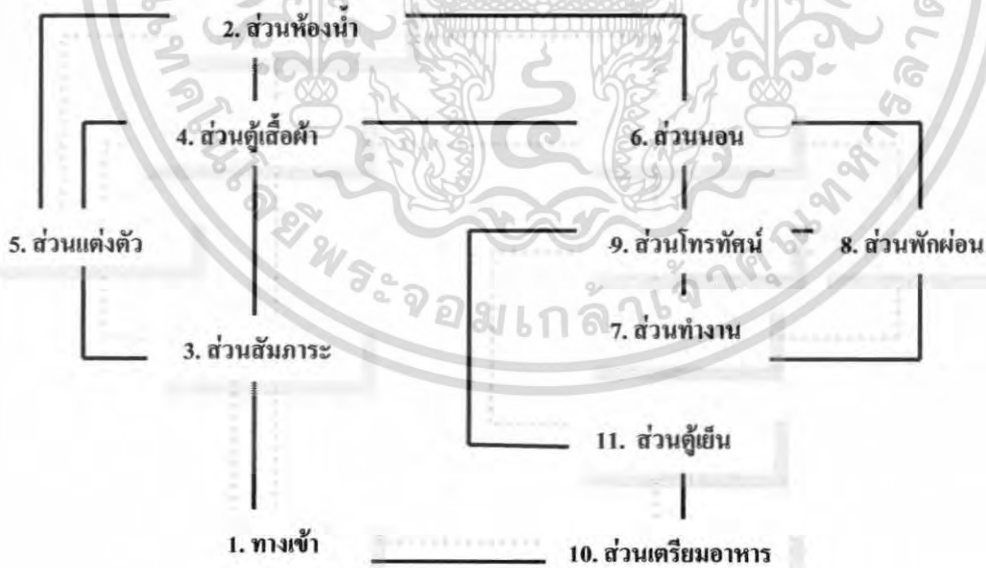 2. ส่วนห้องน้ำ
4. ส่วนตู้เสื้อผ้า
6. ส่วนนอน
5. ส่วนแต่งตัว
9. ส่วนโทรทัศน์
8. ส่วนพักผ่อน
7. ส่วนทำงาน
3. ส่วนสัมภาระ
11. ส่วนตู้เย็น
1. ทางเข้า
10. ส่วนเตรียมอาหาร